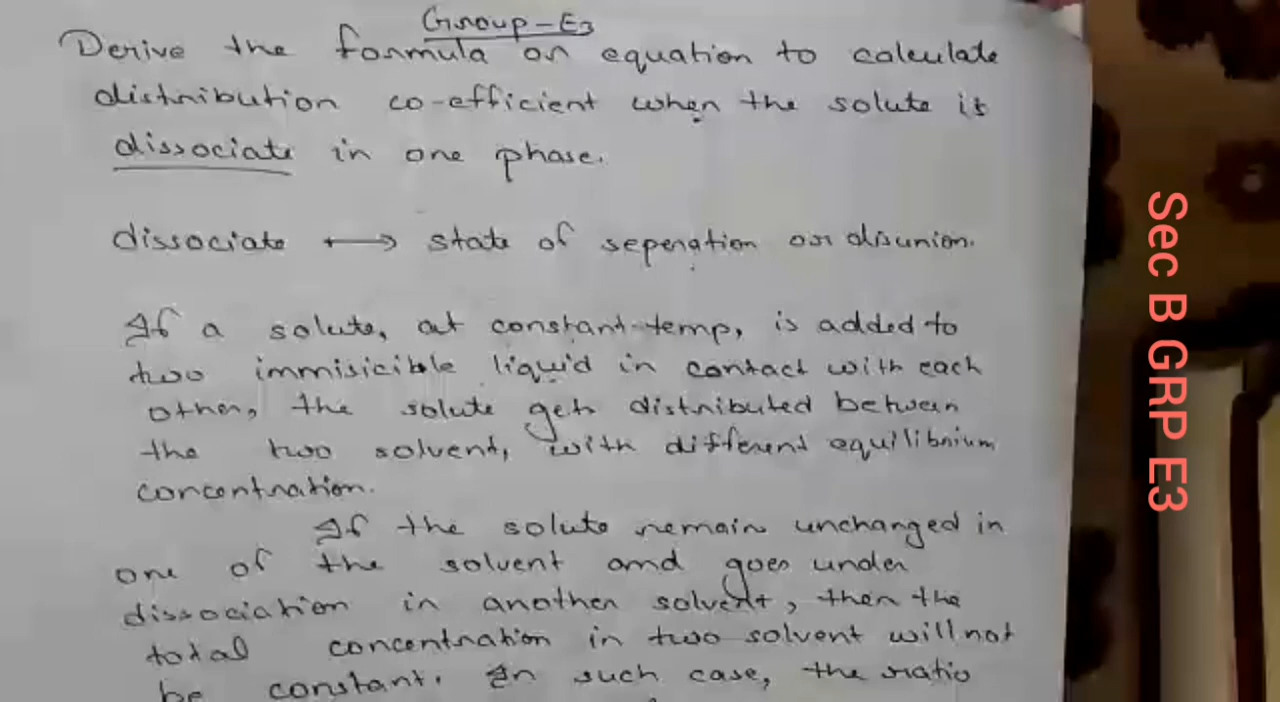 Group-E3
Derive the formula or equation to calculate
distribution co-efficient when the solute is
dissociate in one phase.
dissociate ⟷ state of seperation or disunion.
If a solute, at constant temp, is added to
two immisicible liquid in contact with each
other, the solute gets distributed between
the two solvent, with different equilibrium
concentration.
If the solute remain unchanged in
one of the solvent and goes under
dissociation in another solvent, then the
total concentration in two solvent will not
be constant. In such case, the ratio
Sec B GRP E3